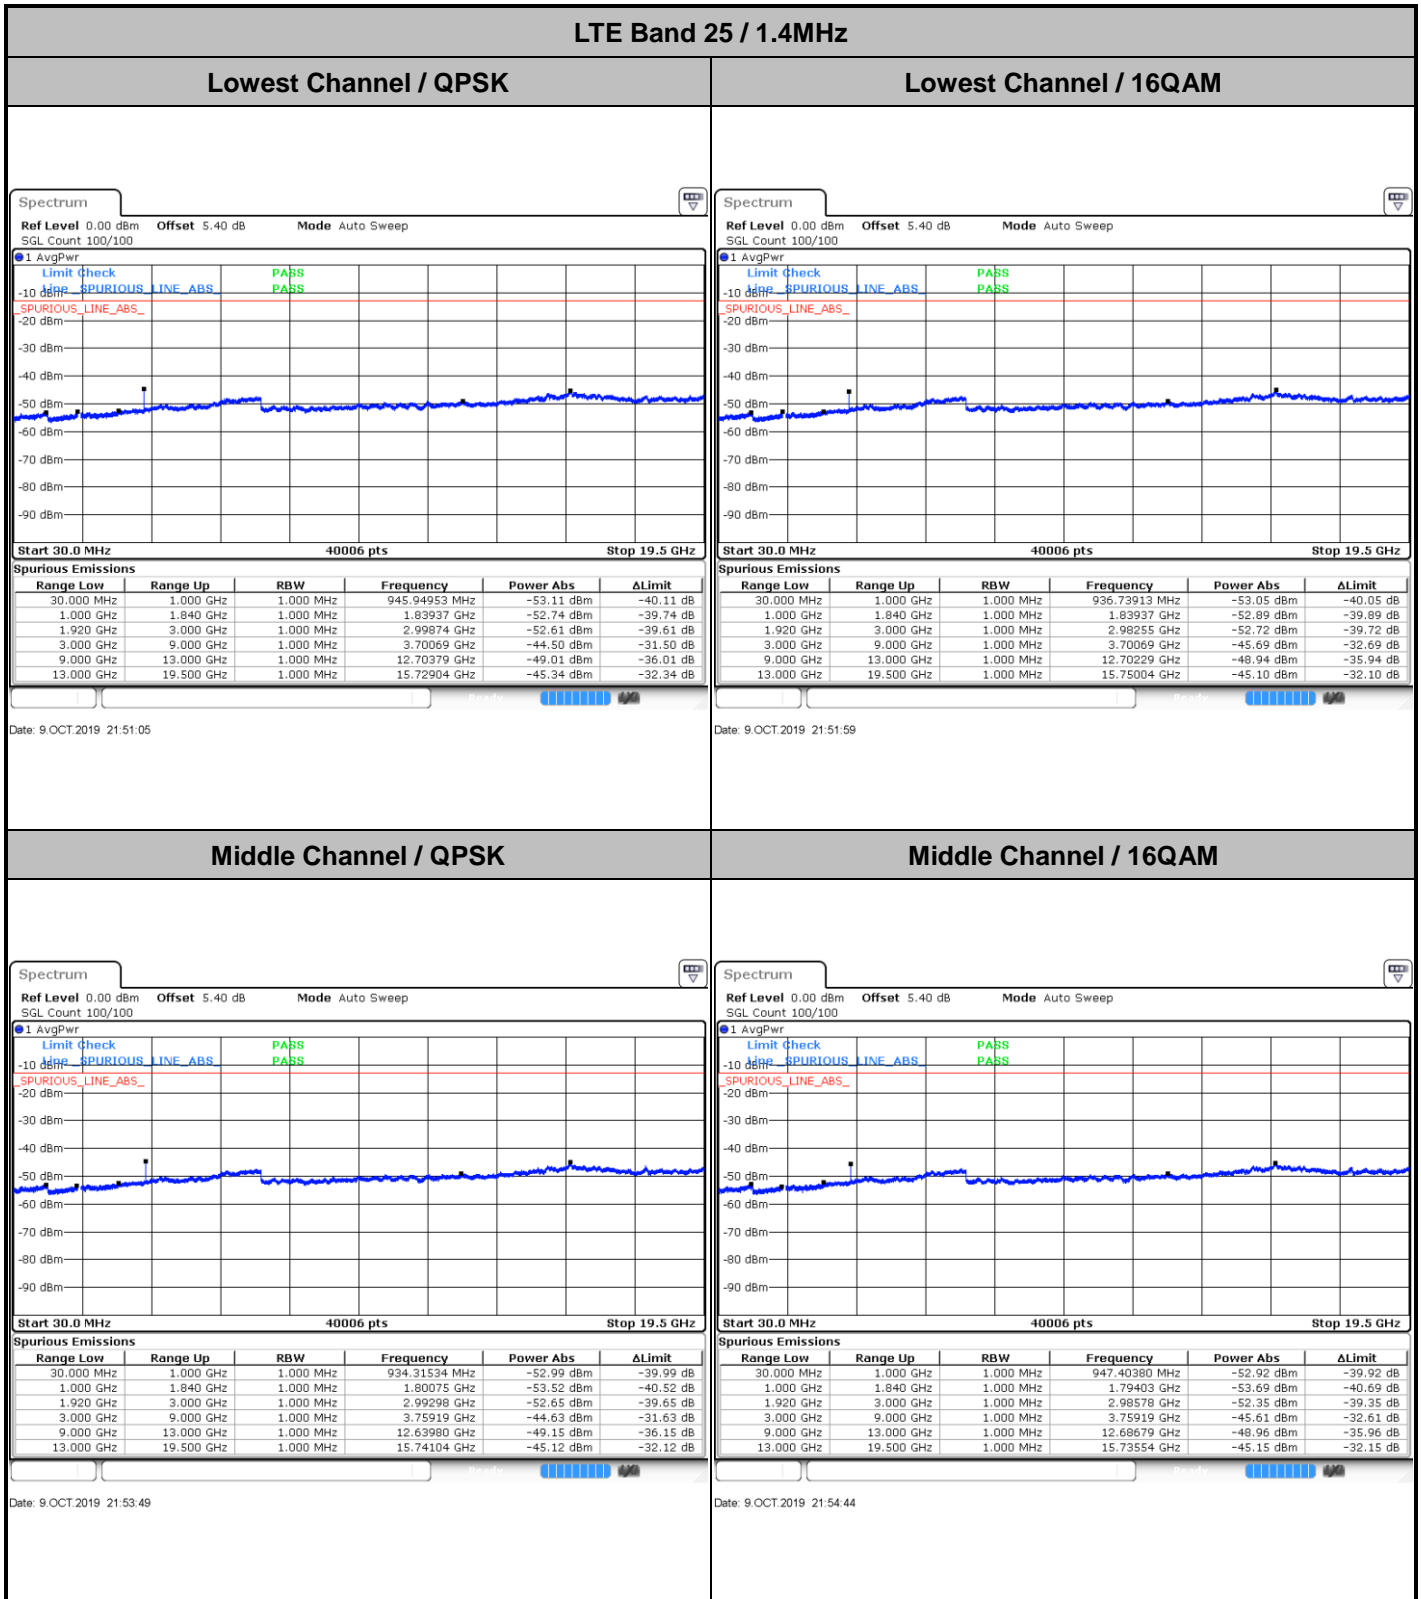 LTE Band 25 / 1.4MHz
Lowest Channel / QPSK
Lowest Channel / 16QAM
Spectrum
Ref Level 0.00 dBm Offset 5.40 dB Mode Auto Sweep
SGL Count 100/100
1 AvgPwr
Limit Check PASS
Line _SPURIOUS_LINE_ABS_ PASS
-10 dBm
_SPURIOUS_LINE_ABS_
-20 dBm
-30 dBm
-40 dBm
-50 dBm
-60 dBm
-70 dBm
-80 dBm
-90 dBm
Start 30.0 MHz 40006 pts Stop 19.5 GHz
Spurious Emissions
Range Low Range Up RBW Frequency Power Abs ΔLimit
30.000 MHz 1.000 GHz 1.000 MHz 945.94953 MHz -53.11 dBm -40.11 dB
1.000 GHz 1.840 GHz 1.000 MHz 1.83937 GHz -52.74 dBm -39.74 dB
1.920 GHz 3.000 GHz 1.000 MHz 2.99874 GHz -52.61 dBm -39.61 dB
3.000 GHz 9.000 GHz 1.000 MHz 3.70069 GHz -44.50 dBm -31.50 dB
9.000 GHz 13.000 GHz 1.000 MHz 12.70379 GHz -49.01 dBm -36.01 dB
13.000 GHz 19.500 GHz 1.000 MHz 15.72904 GHz -45.34 dBm -32.34 dB
Ready
Date: 9.OCT.2019 21:51:05
Spectrum
Ref Level 0.00 dBm Offset 5.40 dB Mode Auto Sweep
SGL Count 100/100
1 AvgPwr
Limit Check PASS
Line _SPURIOUS_LINE_ABS_ PASS
-10 dBm
_SPURIOUS_LINE_ABS_
-20 dBm
-30 dBm
-40 dBm
-50 dBm
-60 dBm
-70 dBm
-80 dBm
-90 dBm
Start 30.0 MHz 40006 pts Stop 19.5 GHz
Spurious Emissions
Range Low Range Up RBW Frequency Power Abs ΔLimit
30.000 MHz 1.000 GHz 1.000 MHz 936.73913 MHz -53.05 dBm -40.05 dB
1.000 GHz 1.840 GHz 1.000 MHz 1.83937 GHz -52.89 dBm -39.89 dB
1.920 GHz 3.000 GHz 1.000 MHz 2.98255 GHz -52.72 dBm -39.72 dB
3.000 GHz 9.000 GHz 1.000 MHz 3.70069 GHz -45.69 dBm -32.69 dB
9.000 GHz 13.000 GHz 1.000 MHz 12.70229 GHz -48.94 dBm -35.94 dB
13.000 GHz 19.500 GHz 1.000 MHz 15.75004 GHz -45.10 dBm -32.10 dB
Ready
Date: 9.OCT.2019 21:51:59
Middle Channel / QPSK
Middle Channel / 16QAM
Spectrum
Ref Level 0.00 dBm Offset 5.40 dB Mode Auto Sweep
SGL Count 100/100
1 AvgPwr
Limit Check PASS
Line _SPURIOUS_LINE_ABS_ PASS
-10 dBm
_SPURIOUS_LINE_ABS_
-20 dBm
-30 dBm
-40 dBm
-50 dBm
-60 dBm
-70 dBm
-80 dBm
-90 dBm
Start 30.0 MHz 40006 pts Stop 19.5 GHz
Spurious Emissions
Range Low Range Up RBW Frequency Power Abs ΔLimit
30.000 MHz 1.000 GHz 1.000 MHz 934.31534 MHz -52.99 dBm -39.99 dB
1.000 GHz 1.840 GHz 1.000 MHz 1.80075 GHz -53.52 dBm -40.52 dB
1.920 GHz 3.000 GHz 1.000 MHz 2.99298 GHz -52.65 dBm -39.65 dB
3.000 GHz 9.000 GHz 1.000 MHz 3.75919 GHz -44.63 dBm -31.63 dB
9.000 GHz 13.000 GHz 1.000 MHz 12.63980 GHz -49.15 dBm -36.15 dB
13.000 GHz 19.500 GHz 1.000 MHz 15.74104 GHz -45.12 dBm -32.12 dB
Ready
Date: 9.OCT.2019 21:53:49
Spectrum
Ref Level 0.00 dBm Offset 5.40 dB Mode Auto Sweep
SGL Count 100/100
1 AvgPwr
Limit Check PASS
Line _SPURIOUS_LINE_ABS_ PASS
-10 dBm
_SPURIOUS_LINE_ABS_
-20 dBm
-30 dBm
-40 dBm
-50 dBm
-60 dBm
-70 dBm
-80 dBm
-90 dBm
Start 30.0 MHz 40006 pts Stop 19.5 GHz
Spurious Emissions
Range Low Range Up RBW Frequency Power Abs ΔLimit
30.000 MHz 1.000 GHz 1.000 MHz 947.40380 MHz -52.92 dBm -39.92 dB
1.000 GHz 1.840 GHz 1.000 MHz 1.79403 GHz -53.69 dBm -40.69 dB
1.920 GHz 3.000 GHz 1.000 MHz 2.98578 GHz -52.35 dBm -39.35 dB
3.000 GHz 9.000 GHz 1.000 MHz 3.75919 GHz -45.61 dBm -32.61 dB
9.000 GHz 13.000 GHz 1.000 MHz 12.68679 GHz -48.96 dBm -35.96 dB
13.000 GHz 19.500 GHz 1.000 MHz 15.73554 GHz -45.15 dBm -32.15 dB
Ready
Date: 9.OCT.2019 21:54:44